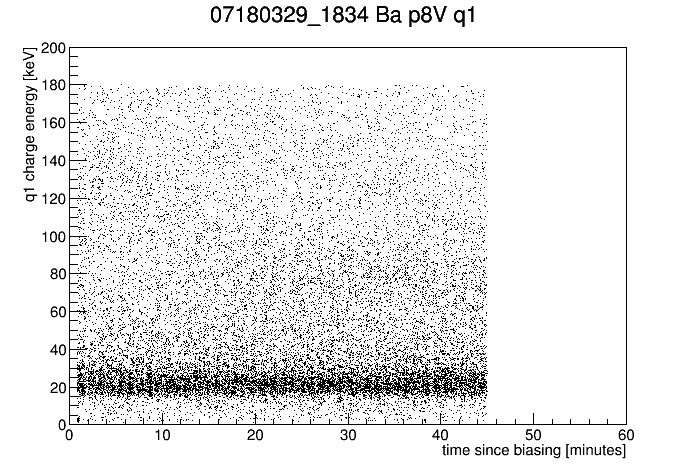 07180329_1834 Ba p8V q1
q1 charge energy [keV]
200
180
160
140
120
100
80
60
40
20
0
0 10 20 30 40 50 60
time since biasing [minutes]